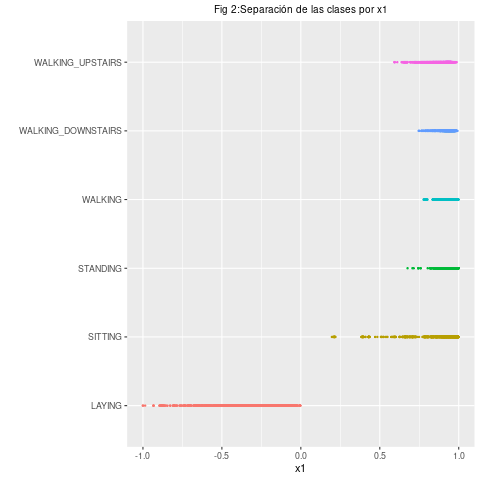 Fig 2:Separación de las clases por x1
WALKING_UPSTAIRS
WALKING_DOWNSTAIRS
WALKING
STANDING
SITTING
LAYING
-1.0 -0.5 0.0 0.5 1.0
x1